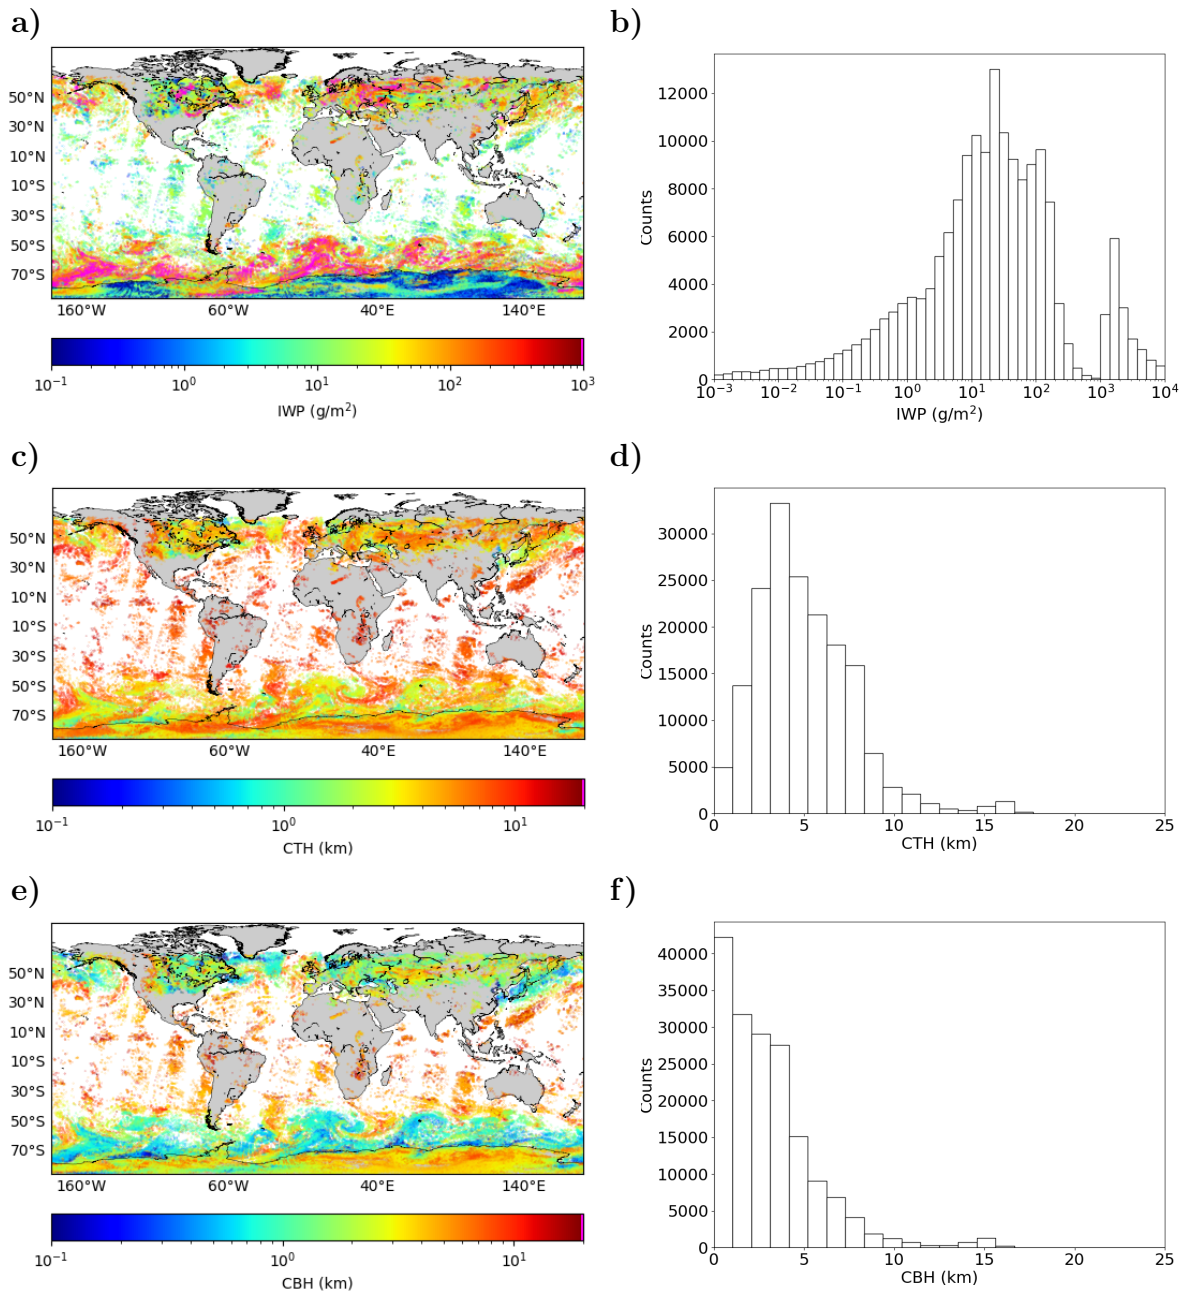 a)
50°N
30°N
10°N
10°S
30°S
50°S
70°S
160°W 60°W 40°E 140°E
10⁻¹ 10⁰ 10¹ 10² 10³
IWP (g/m²)
b)
Counts
12000
10000
8000
6000
4000
2000
0
10⁻³ 10⁻² 10⁻¹ 10⁰ 10¹ 10² 10³ 10⁴
IWP (g/m²)
c)
50°N
30°N
10°N
10°S
30°S
50°S
70°S
160°W 60°W 40°E 140°E
10⁻¹ 10⁰ 10¹
CTH (km)
d)
Counts
30000
25000
20000
15000
10000
5000
0
0 5 10 15 20 25
CTH (km)
e)
50°N
30°N
10°N
10°S
30°S
50°S
70°S
160°W 60°W 40°E 140°E
10⁻¹ 10⁰ 10¹
CBH (km)
f)
Counts
40000
35000
30000
25000
20000
15000
10000
5000
0
0 5 10 15 20 25
CBH (km)